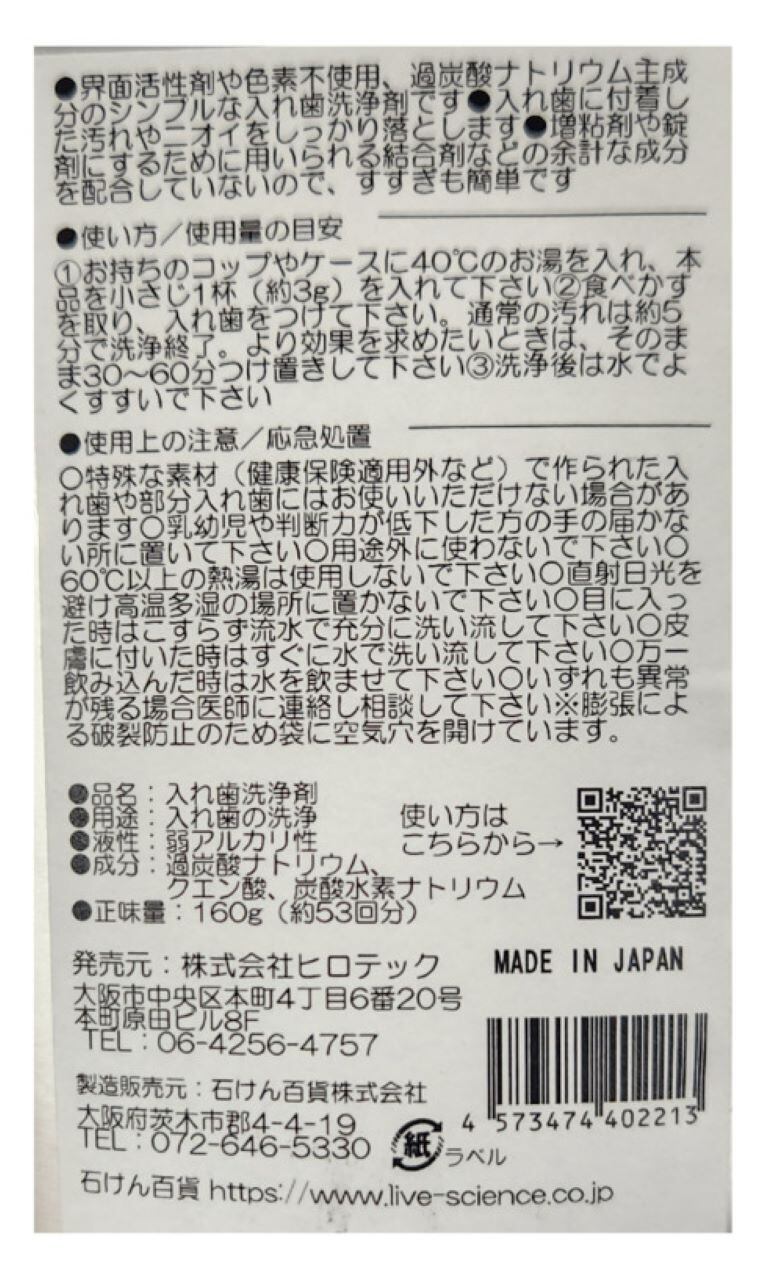 ●界面活性剤や色素不使用、過炭酸ナトリウム主成
分のシンプルな入れ歯洗浄剤です●入れ歯に付着し
た汚れやニオイをしっかり落とします●増粘剤や錠
剤にするために用いられる結合剤などの余計な成分
を配合していないので、すすぎも簡単です
●使い方／使用量の目安
①お持ちのコップやケースに40℃のお湯を入れ、本
品を小さじ1杯（約3g）を入れて下さい②食べかす
を取り、入れ歯をつけて下さい。通常の汚れは約5
分で洗浄終了。より効果を求めたいときは、そのま
ま30～60分つけ置きして下さい③洗浄後は水でよ
くすすいで下さい
●使用上の注意／応急処置
○特殊な素材（健康保険適用外など）で作られた入
れ歯や部分入れ歯にはお使いいただけない場合があ
ります○乳幼児や判断力が低下した方の手の届かな
い所に置いて下さい○用途外に使わないで下さい○
60℃以上の熱湯は使用しないで下さい○直射日光を
避け高温多湿の場所に置かないで下さい○目に入っ
た時はこすらず流水で充分に洗い流して下さい○皮
膚に付いた時はすぐに水で洗い流して下さい○万一
飲み込んだ時は水を飲ませて下さい○いずれも異常
が残る場合医師に連絡し相談して下さい※膨張によ
る破裂防止のため袋に空気穴を開けています。
●品名：入れ歯洗浄剤
●用途：入れ歯の洗浄
●液性：弱アルカリ性
●成分：過炭酸ナトリウム、
クエン酸、炭酸水素ナトリウム
●正味量：160g（約53回分）
使い方は
こちらから→
発売元：株式会社ヒロテック
大阪市中央区本町4丁目6番20号
本町原田ビル8F
TEL：06-4256-4757
MADE IN JAPAN
製造販売元：石けん百貨株式会社
大阪府茨木市郡4-4-19
TEL：072-646-5330
4 573474 402213
紙 ラベル
石けん百貨 https://www.live-science.co.jp